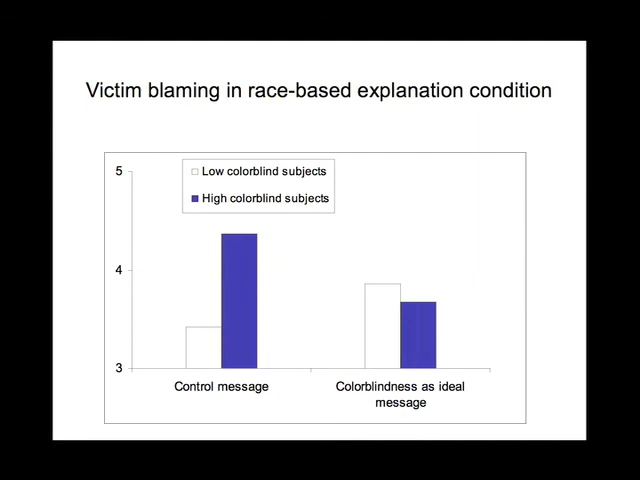 Victim blaming in race-based explanation condition
5
Low colorblind subjects
High colorblind subjects
4
3
Control message
Colorblindness as ideal
message